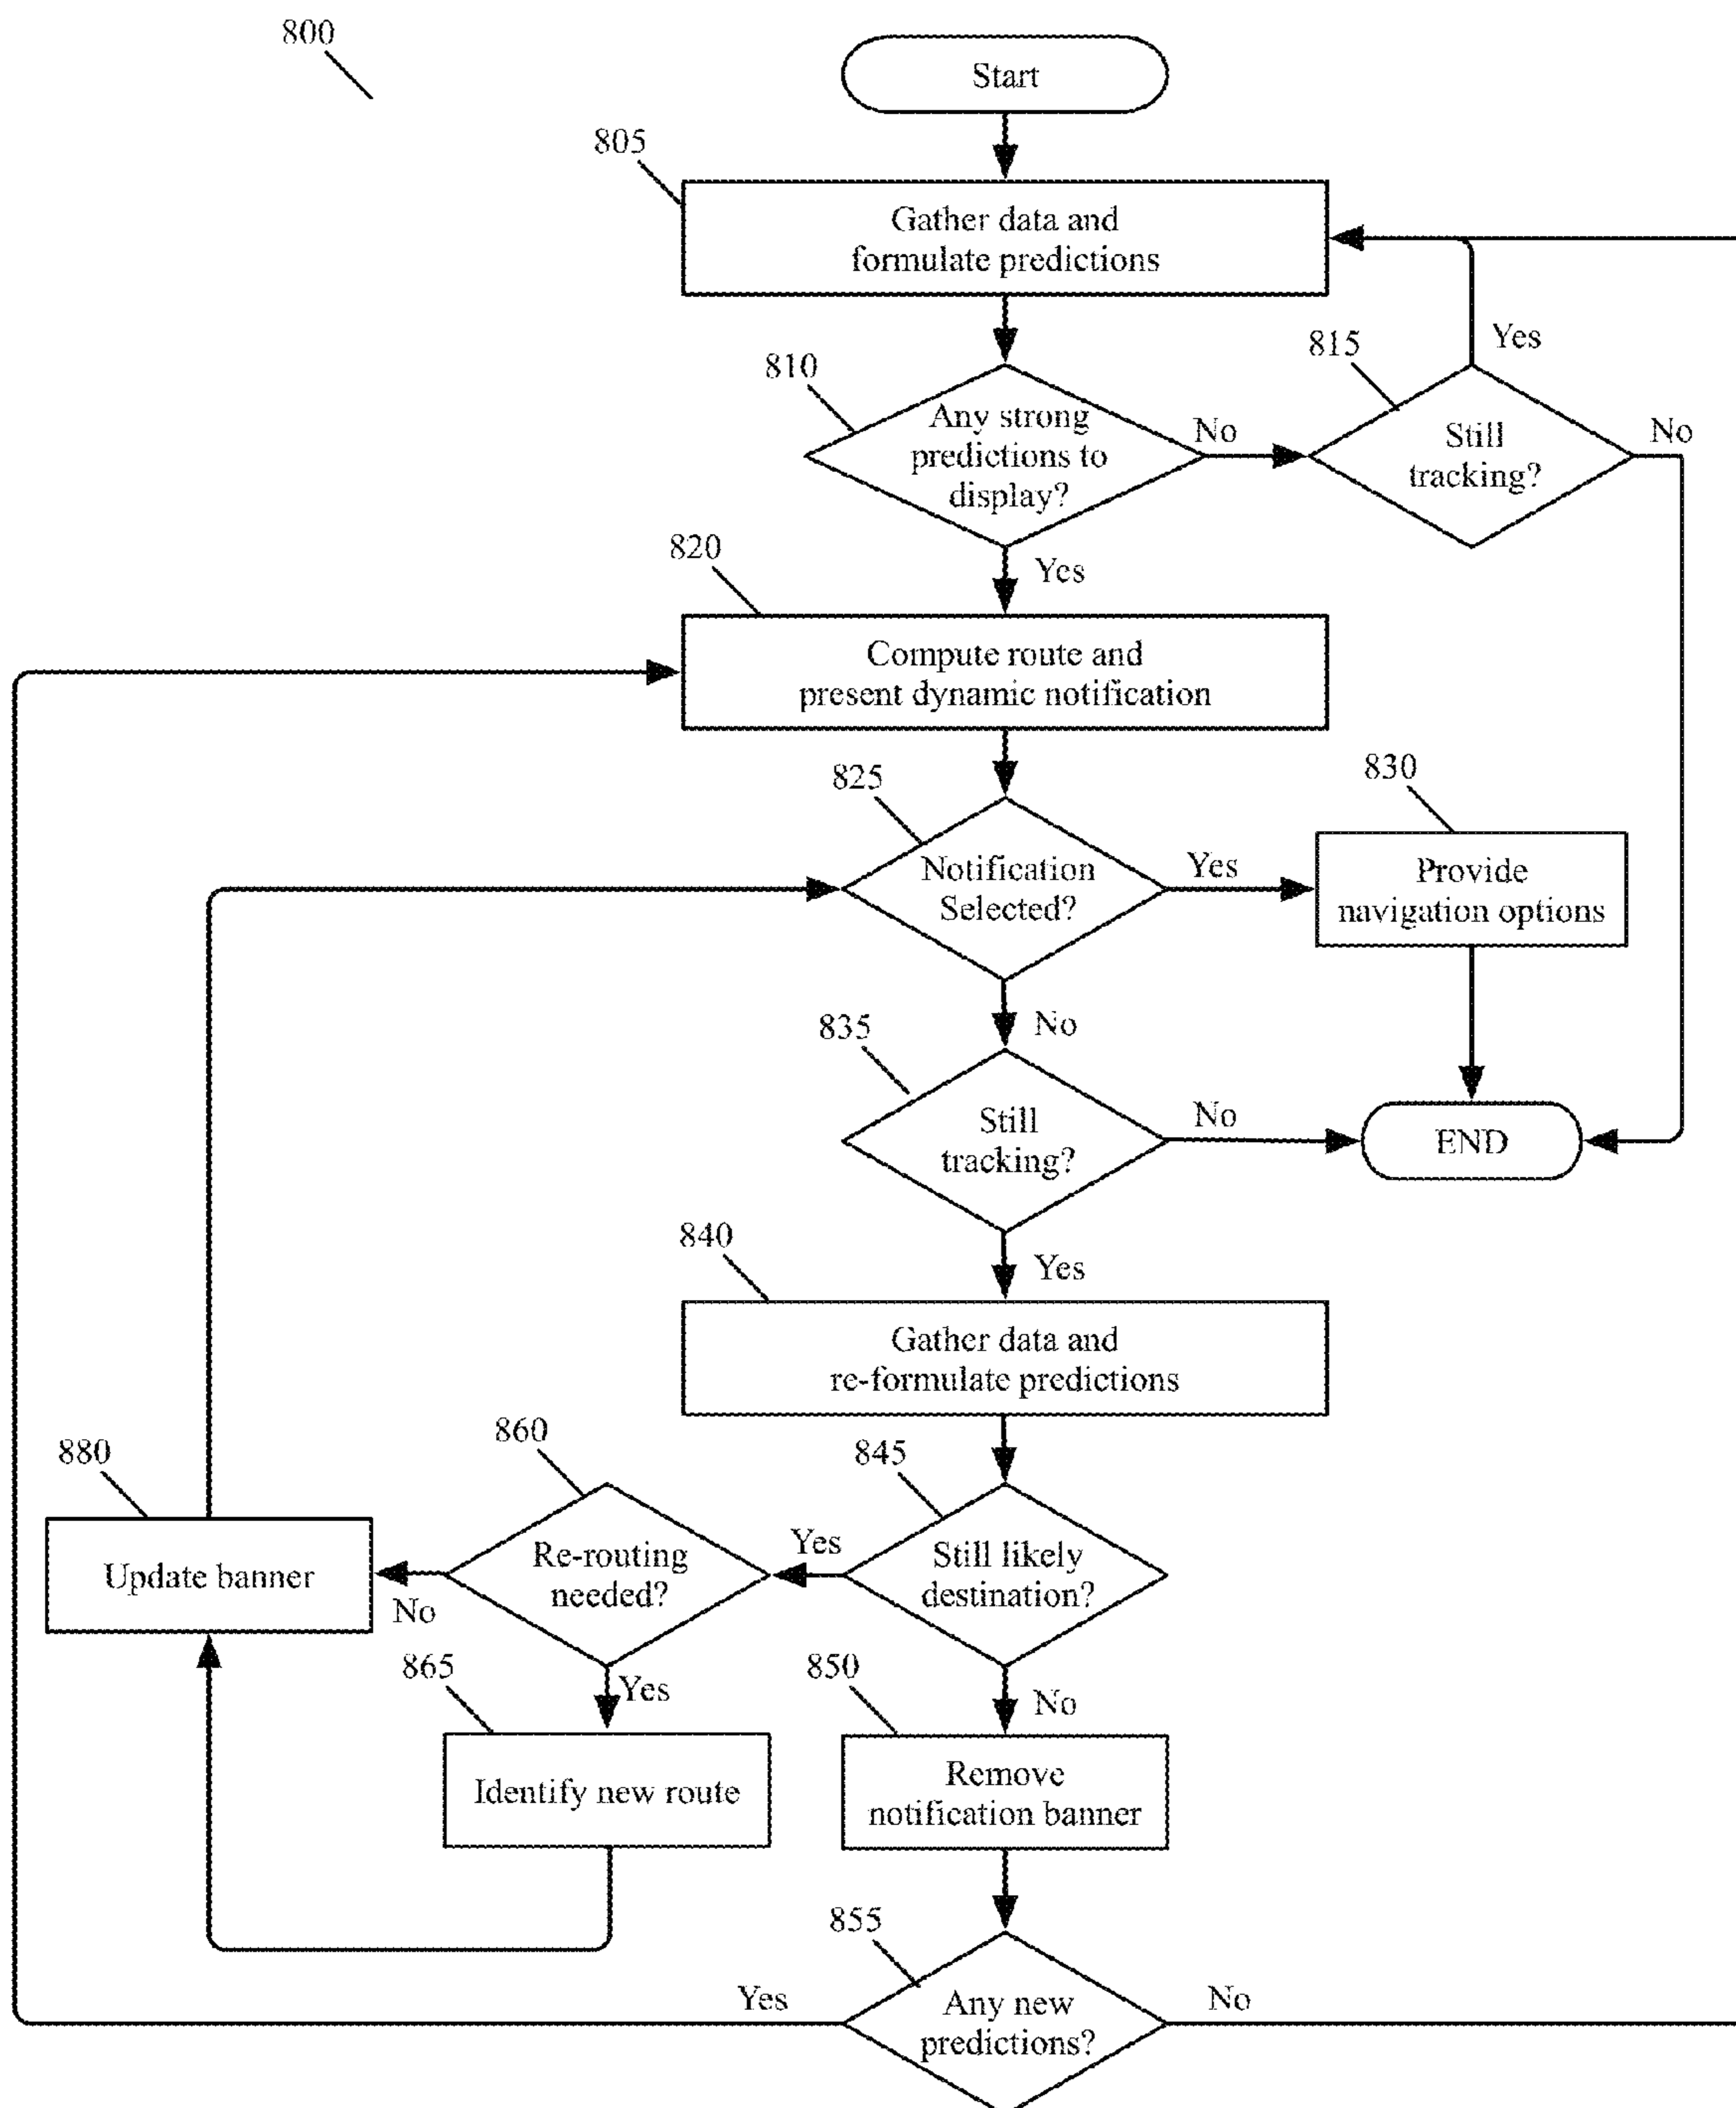 800
Start
805
Gather data and
formulate predictions
810
Any strong
predictions to
display?
No
815
Still
tracking?
Yes
No
Yes
820
Compute route and
present dynamic notification
825
Notification
Selected?
Yes
830
Provide
navigation options
No
835
Still
tracking?
No
END
Yes
840
Gather data and
re-formulate predictions
845
Still likely
destination?
Yes
860
Re-routing
needed?
No
880
Update banner
Yes
865
Identify new route
No
850
Remove
notification banner
855
Any new
predictions?
Yes
No